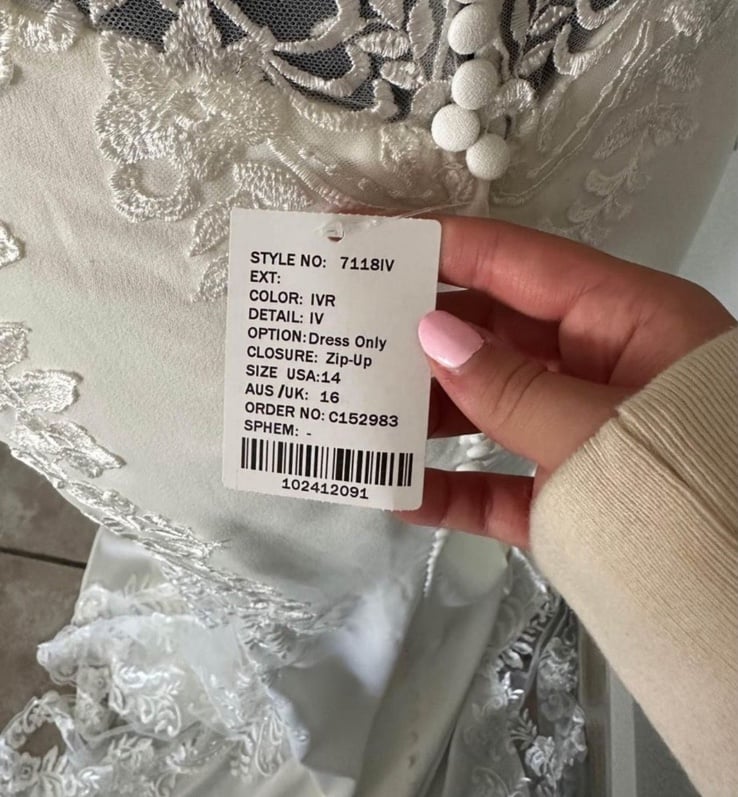 STYLE NO: 7118IV
EXT:
COLOR: IVR
DETAIL: IV
OPTION:Dress Only
CLOSURE: Zip-Up
SIZE USA:14
AUS/UK: 16
ORDER NO:C152983
SPHEM: -
102412091